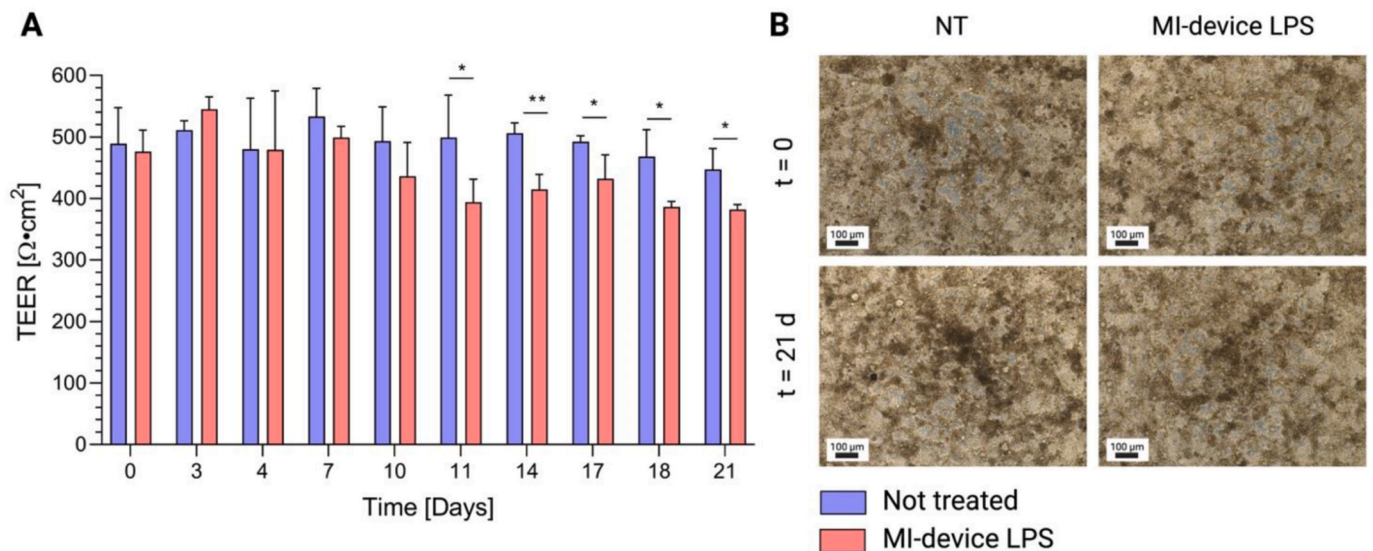 A
600
500
400
300
200
100
0
TEER [Ω•cm²]
* ** * * *
0 3 4 7 10 11 14 17 18 21
Time [Days]
B
NT MI-device LPS
t = 0
100 µm 100 µm
t = 21 d
100 µm 100 µm
Not treated
MI-device LPS